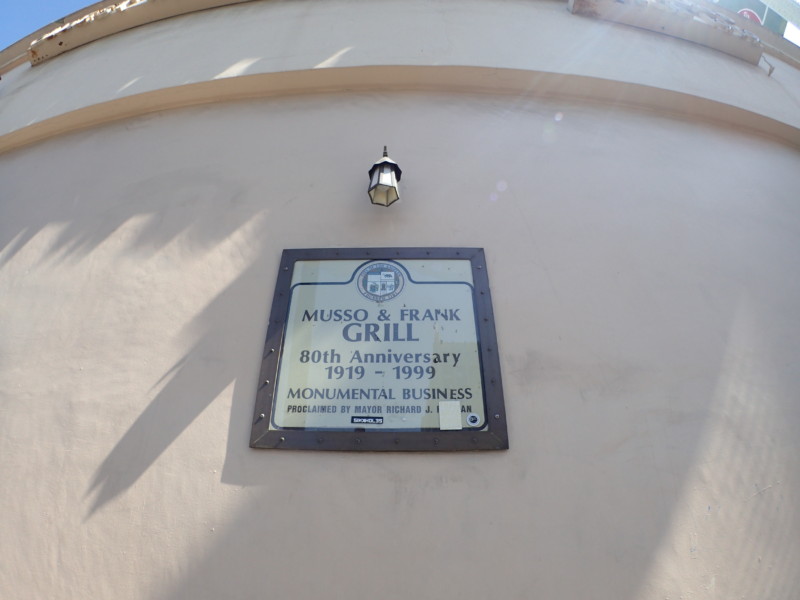 MUSSO & FRANK
GRILL
80th Anniversary
1919 - 1999
MONUMENTAL BUSINESS
PROCLAIMED BY MAYOR RICHARD J.